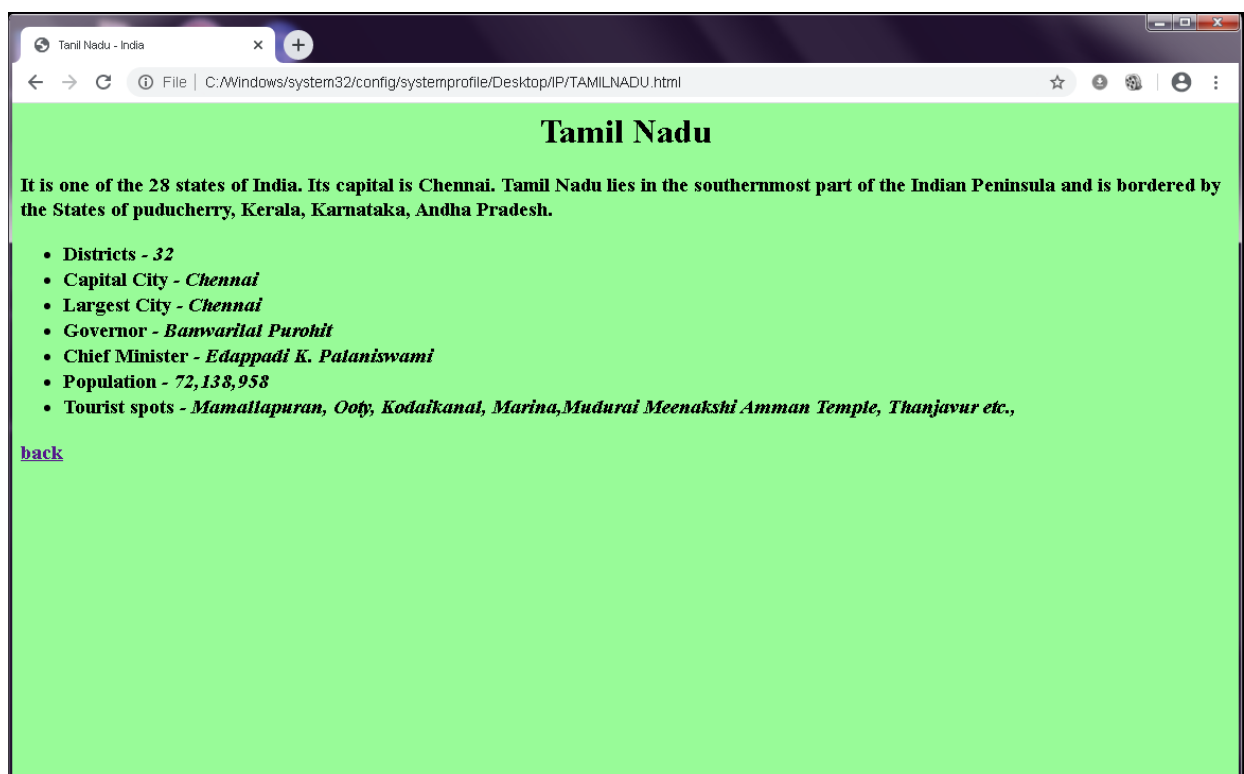 Tanil Nadu - India
File | C:/Windows/system32/config/systemprofile/Desktop/IP/TAMILNADU.html
Tamil Nadu
It is one of the 28 states of India. Its capital is Chennai. Tamil Nadu lies in the southernmost part of the Indian Peninsula and is bordered by
the States of puducherry, Kerala, Karnataka, Andha Pradesh.
• Districts - 32
• Capital City - Chennai
• Largest City - Chennai
• Governor - Banwarilal Purohit
• Chief Minister - Edappadi K. Palaniswami
• Population - 72,138,958
• Tourist spots - Mamallapuran, Ooty, Kodaikanal, Marina,Mudurai Meenakshi Amman Temple, Thanjavur etc.,
back